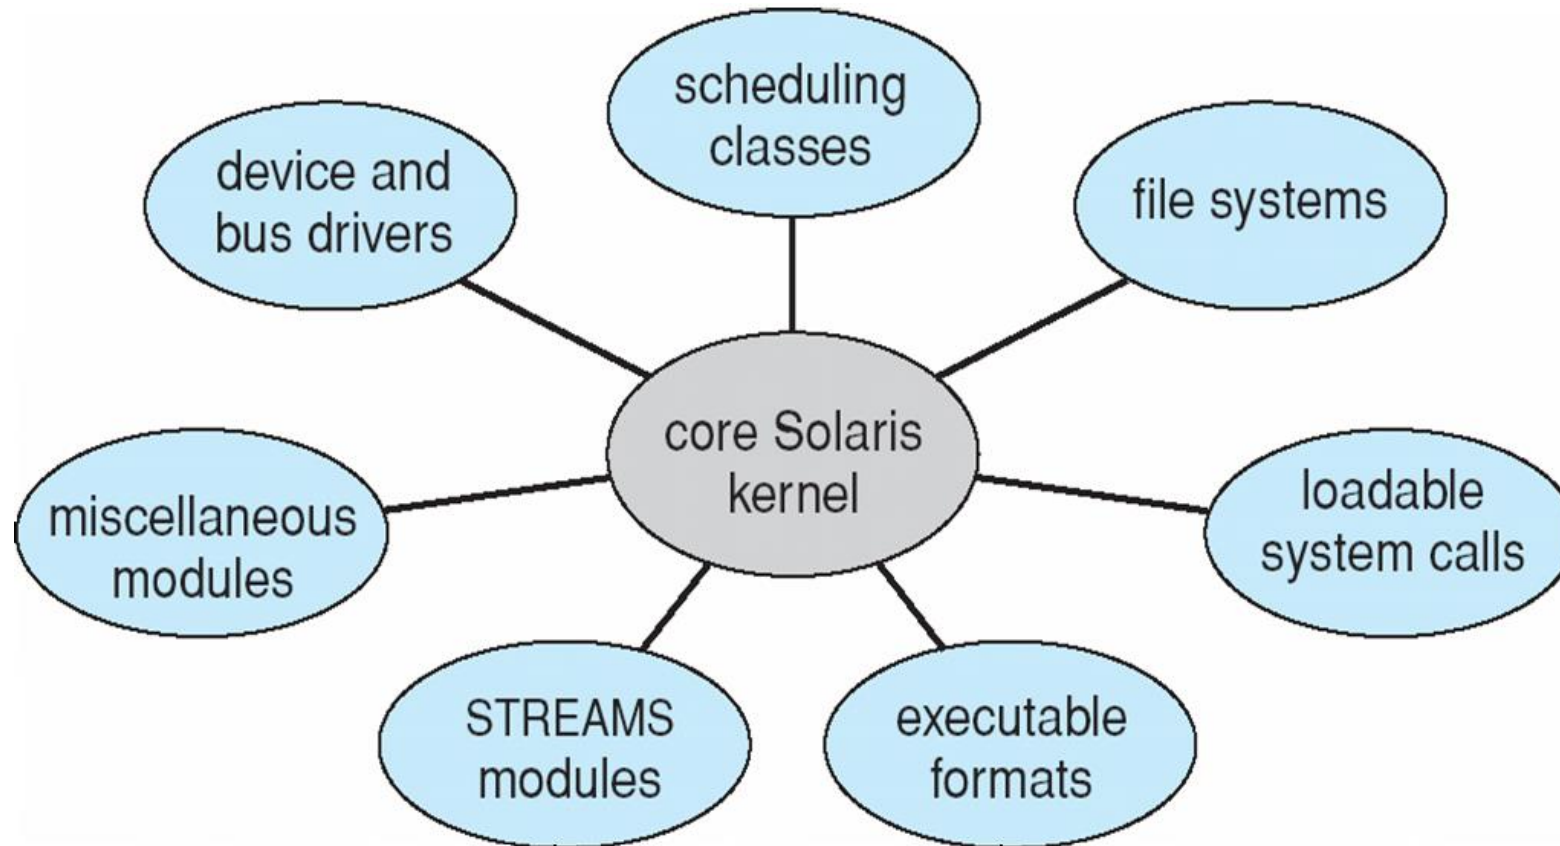 scheduling
classes
device and
bus drivers
file systems
core Solaris
kernel
loadable
system calls
miscellaneous
modules
STREAMS
modules
executable
formats